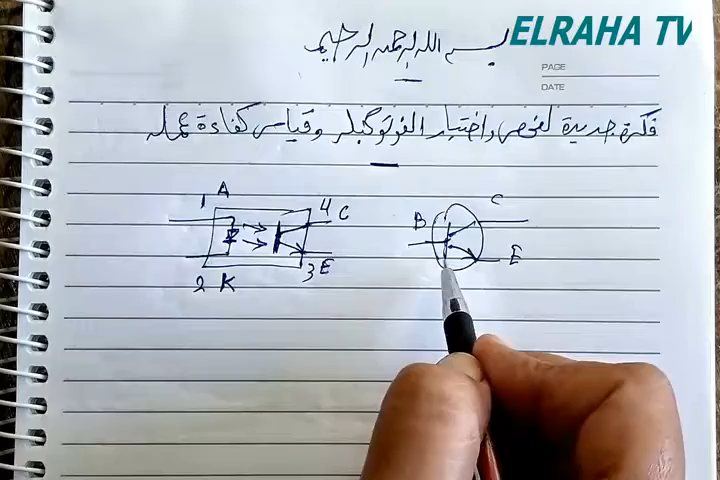 ELRAHA TV
بسم الله الرحمن الرحيم
PAGE
DATE
فكرة جديدة لفحص واختبار الفوتوكبلر وقياس كفاءة عمله
1 A
4 C
2 K
3 E
B
C
E